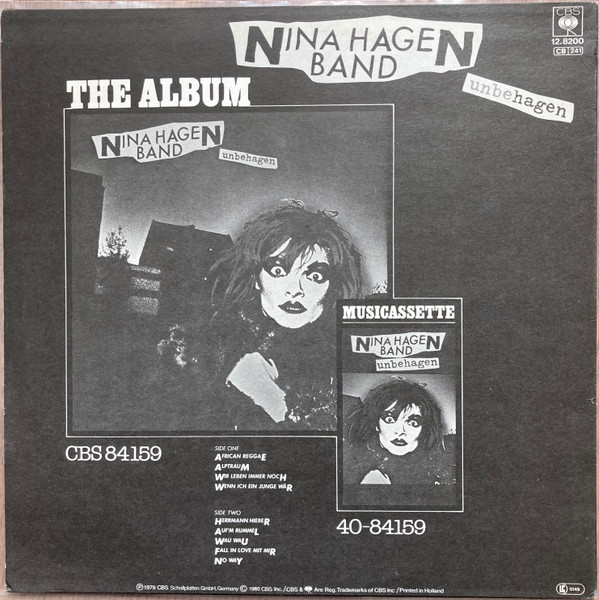 NINA HAGEN
BAND
unbehagen
CBS
12.8200
CB 241
THE ALBUM
NINA HAGEN
BAND
unbehagen
MUSICASSETTE
NINA HAGEN
BAND
unbehagen
CBS 84159
SIDE ONE
AFRICAN REGGAE
ALPTRAUM
WIR LEBEN IMMER NOCH
WENN ICH EIN JUNGE WÄR
SIDE TWO
HERRMANN HIEßER
AUF'M RUMMEL
WAU WAU
FALL IN LOVE MIT MIR
NO WAY
40-84159
℗ 1979 CBS Schallplatten GmbH, Germany © 1980 CBS Inc./CBS & Are Reg. Trademarks of CBS Inc/Printed in Holland
LC 0149